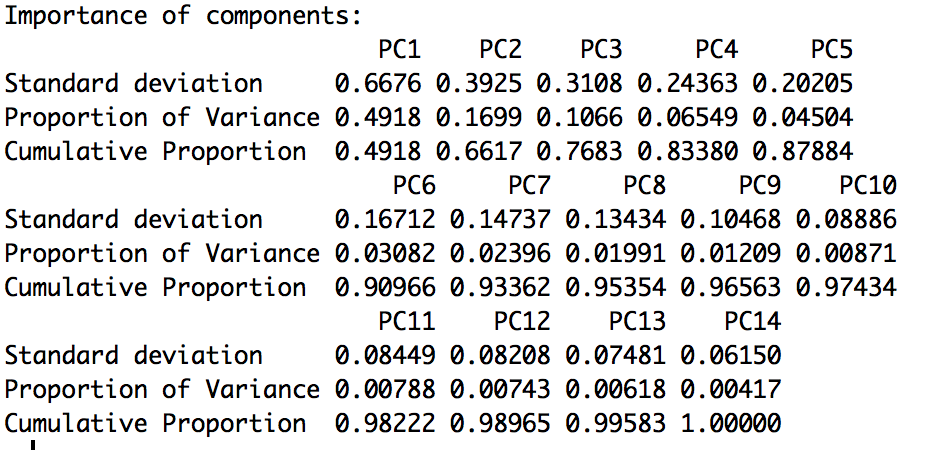 Importance of components:
PC1 PC2 PC3 PC4 PC5
Standard deviation 0.6676 0.3925 0.3108 0.24363 0.20205
Proportion of Variance 0.4918 0.1699 0.1066 0.06549 0.04504
Cumulative Proportion 0.4918 0.6617 0.7683 0.83380 0.87884
PC6 PC7 PC8 PC9 PC10
Standard deviation 0.16712 0.14737 0.13434 0.10468 0.08886
Proportion of Variance 0.03082 0.02396 0.01991 0.01209 0.00871
Cumulative Proportion 0.90966 0.93362 0.95354 0.96563 0.97434
PC11 PC12 PC13 PC14
Standard deviation 0.08449 0.08208 0.07481 0.06150
Proportion of Variance 0.00788 0.00743 0.00618 0.00417
Cumulative Proportion 0.98222 0.98965 0.99583 1.00000